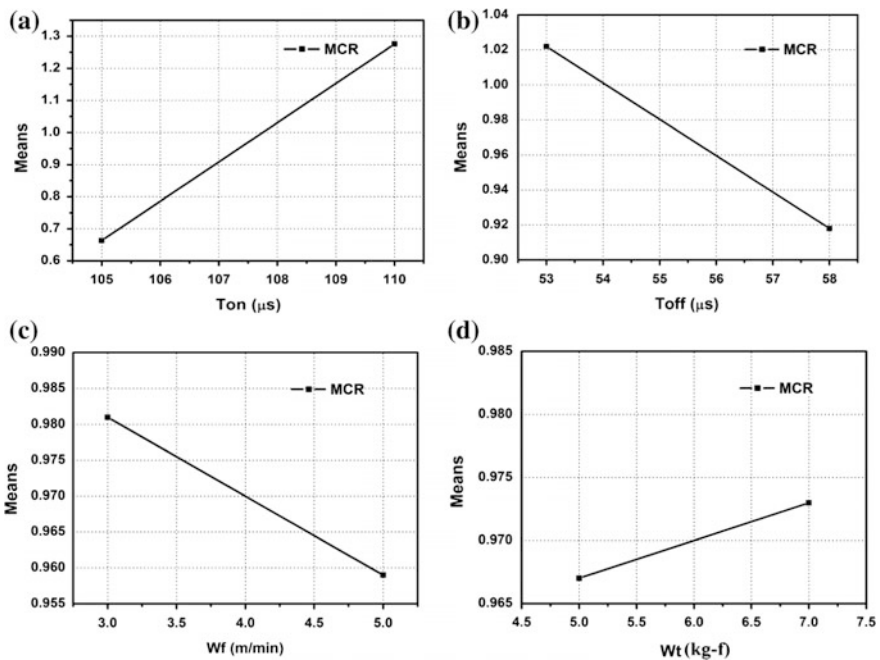 (a)
1.3
1.2
1.1
1.0
0.9
0.8
0.7
0.6
Means
MCR
105 106 107 108 109 110
Ton (μs)
(b)
1.04
1.02
1.00
0.98
0.96
0.94
0.92
0.90
Means
MCR
53 54 55 56 57 58
Toff (μs)
(c)
0.990
0.985
0.980
0.975
0.970
0.965
0.960
0.955
Means
MCR
3.0 3.5 4.0 4.5 5.0
Wf (m/min)
(d)
0.985
0.980
0.975
0.970
0.965
Means
MCR
4.5 5.0 5.5 6.0 6.5 7.0 7.5
Wt (kg-f)